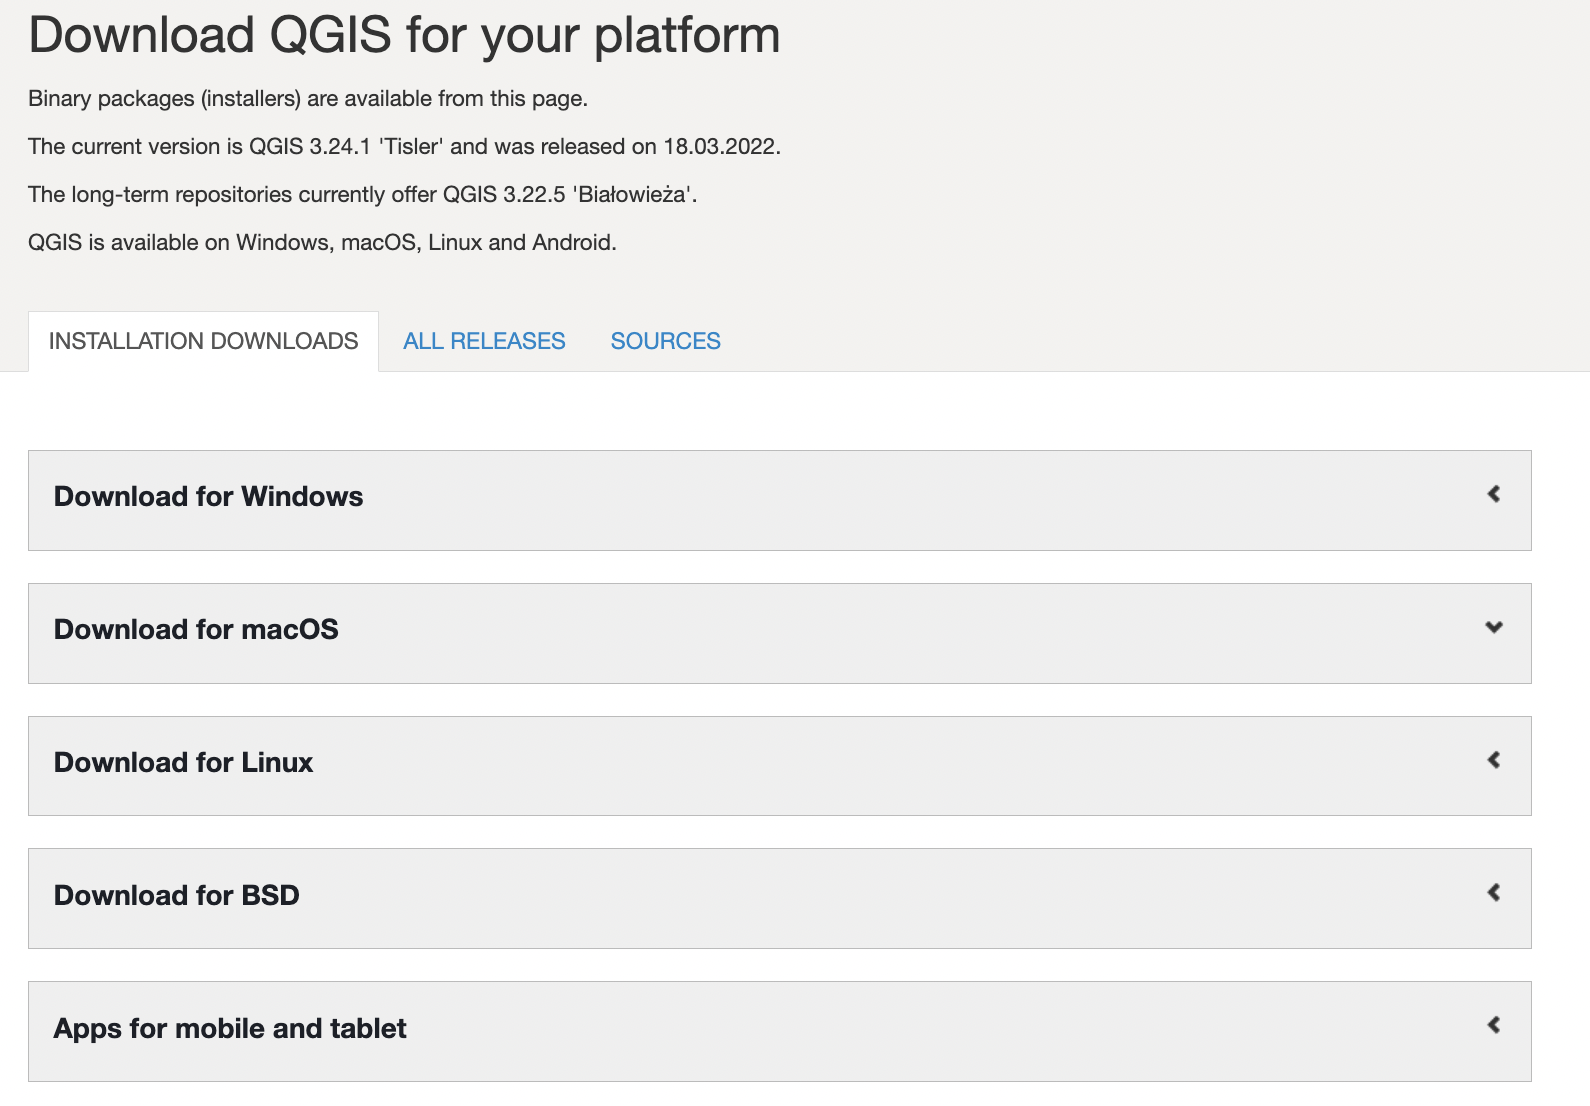 Download QGIS for your platform
Binary packages (installers) are available from this page.
The current version is QGIS 3.24.1 'Tisler' and was released on 18.03.2022.
The long-term repositories currently offer QGIS 3.22.5 'Białowieża'.
QGIS is available on Windows, macOS, Linux and Android.
INSTALLATION DOWNLOADS ALL RELEASES SOURCES
Download for Windows
Download for macOS
Download for Linux
Download for BSD
Apps for mobile and tablet